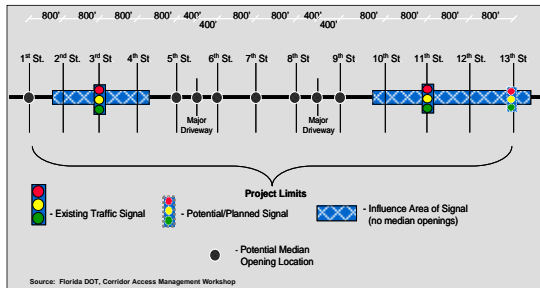 800' 800' 800' 800' 400' 800' 800' 800' 400' 800' 800' 800' 800'
400' 400'
1st St. 2nd St. 3rd St 4th St 5th St. 6th St. 7th St 8th St 9th St 10th St 11th St. 12th St. 13th St
Major
Driveway
Major
Driveway
Project Limits
- Existing Traffic Signal
- Potential/Planned Signal
- Influence Area of Signal
(no median openings)
- Potential Median
Opening Location
Source: Florida DOT, Corridor Access Management Workshop